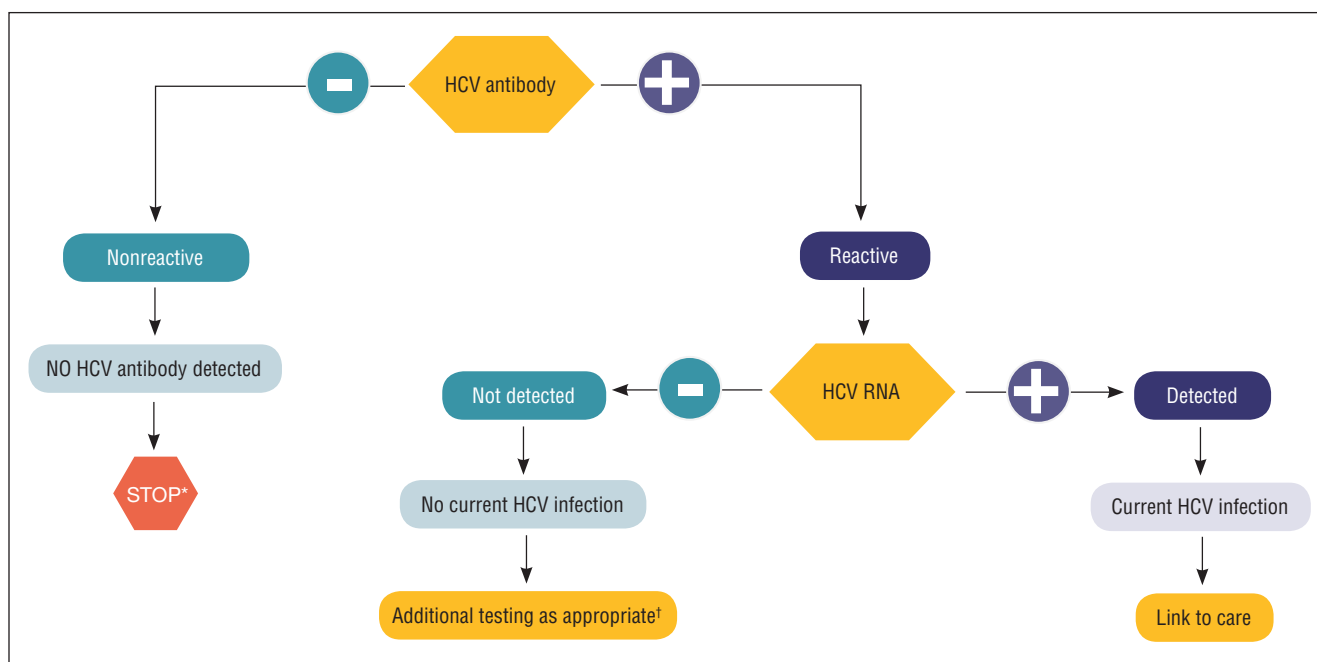 HCV antibody
Nonreactive
Reactive
NO HCV antibody detected
HCV RNA
Not detected
Detected
STOP*
No current HCV infection
Current HCV infection
Additional testing as appropriate†
Link to care